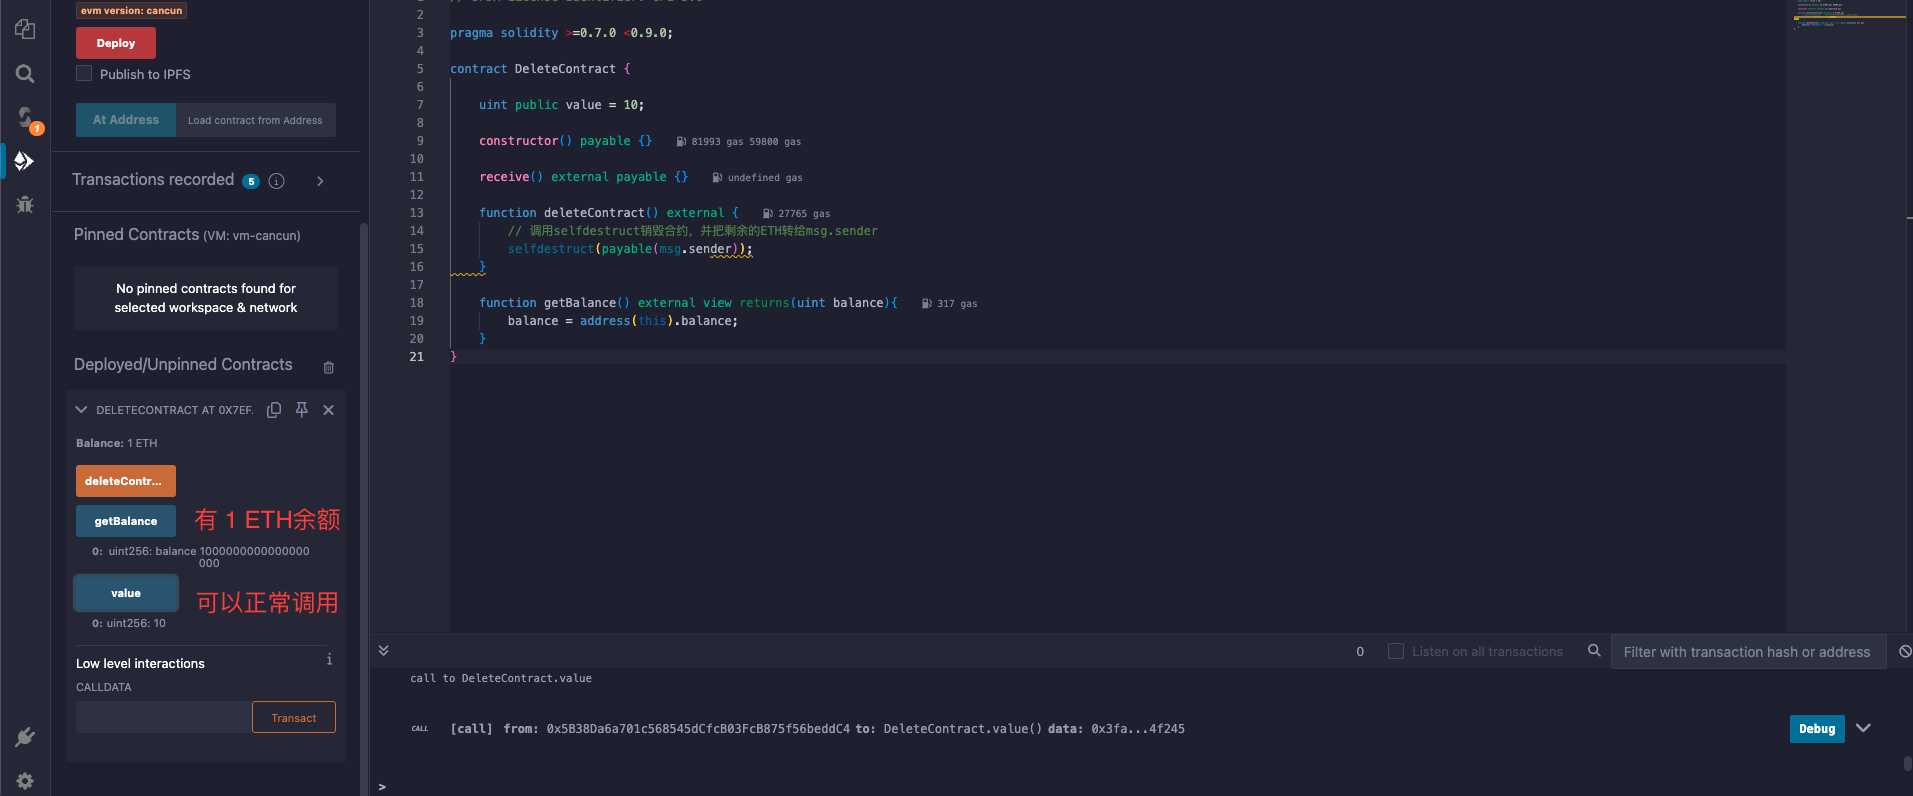 evm version: cancun
Deploy
Publish to IPFS
At Address
Load contract from Address
1
Transactions recorded 5 i
Pinned Contracts (VM: vm-cancun)
No pinned contracts found for
selected workspace & network
Deployed/Unpinned Contracts
DELETECONTRACT AT 0X7EF.
Balance: 1 ETH
deleteContr...
getBalance
有 1 ETH余额
0: uint256: balance 1000000000000000
000
value
可以正常调用
0: uint256: 10
Low level interactions
i
CALLDATA
Transact
2
3 pragma solidity >=0.7.0 <0.9.0;
4
5 contract DeleteContract {
6
7 uint public value = 10;
8
9 constructor() payable {} 81993 gas 59800 gas
10
11 receive() external payable {} undefined gas
12
13 function deleteContract() external { 27765 gas
14 // 调用selfdestruct销毁合约，并把剩余的ETH转给msg.sender
15 selfdestruct(payable(msg.sender));
16 }
17
18 function getBalance() external view returns(uint balance){ 317 gas
19 balance = address(this).balance;
20 }
21 }
0
Listen on all transactions
Filter with transaction hash or address
call to DeleteContract.value
CALL [call] from: 0x5B38Da6a701c568545dCfcB03FcB875f56beddC4 to: DeleteContract.value() data: 0x3fa...4f245
Debug
>